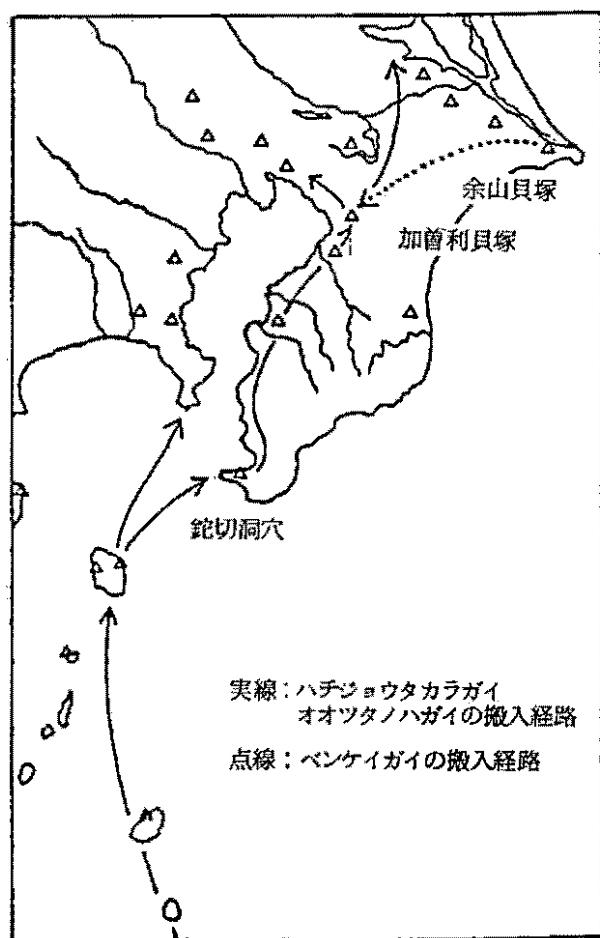 余山貝塚
加曽利貝塚
鉈切洞穴
実線：ハチジョウタカラガイ
オオツタノハガイの搬入経路
点線：ベンケイガイの搬入経路